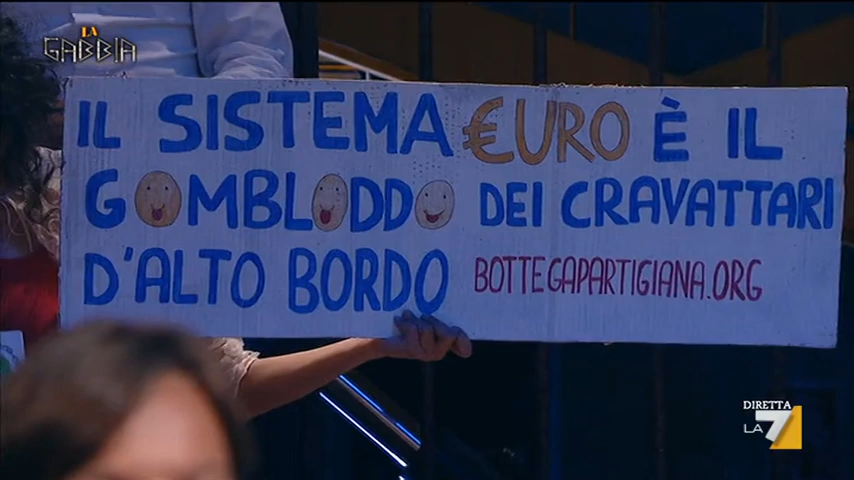 LA
GABBIA
IL SISTEMA €URO È IL
GOMBLODDO DEI CRAVATTARI
D'ALTO BORDO BOTTEGAPARTIGIANA.ORG
DIRETTA
LA7